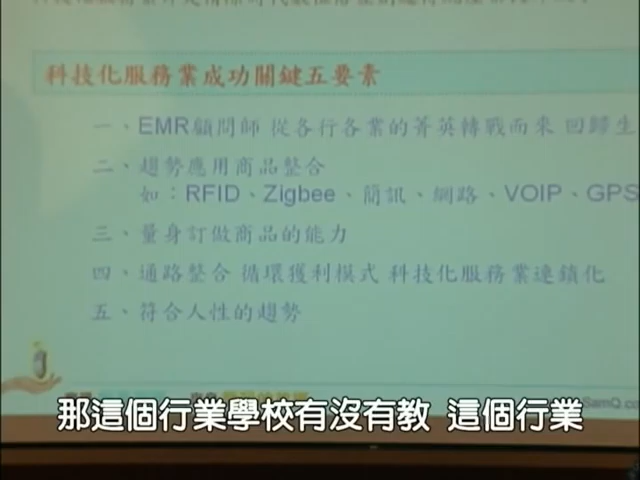 科技化服務業成功關鍵五要素
一、EMR顧問師 從各行各業的菁英轉戰而來 回歸生
二、趨勢應用商品整合
如：RFID、Zigbee、簡訊、網路、VOIP、GPS
三、量身訂做商品的能力
四、通路整合 循環獲利模式 科技化服務業連鎖化
五、符合人性的趨勢
SamQ.co
那這個行業學校有沒有教 這個行業